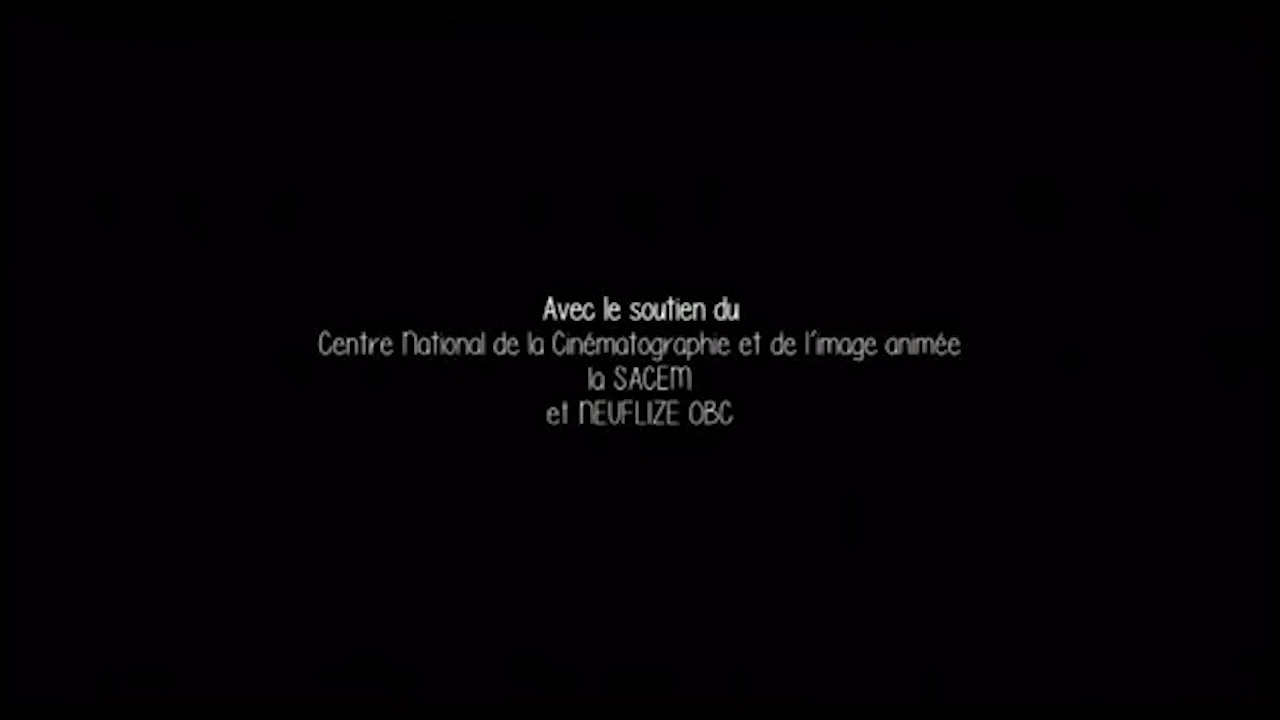 Avec le soutien du
Centre National de la Cinématographie et de l'image animée
la SACEM
et NEUFLIZE OBC